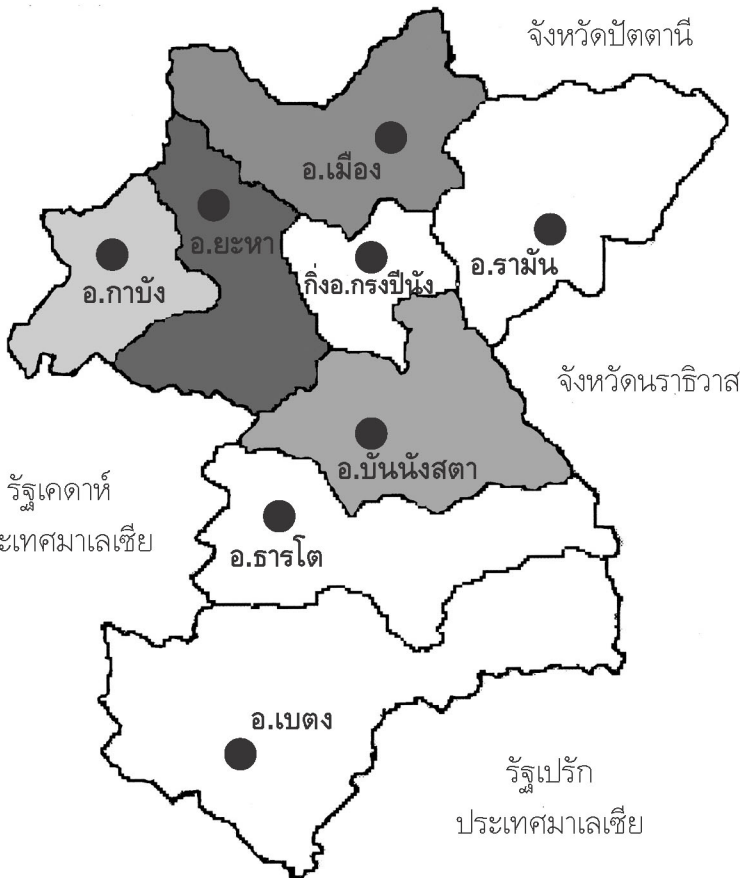 จังหวัดปัตตานี
อ.เมือง
อ.ยะหา
อ.รามัน
อ.กาบัง
กิ่งอ.กรงปีนัง
จังหวัดนราธิวาส
อ.บันนังสตา
รัฐเคดาห์
ะเทศมาเลเซีย
อ.ธารโต
อ.เบตง
รัฐเปรัก
ประเทศมาเลเซีย